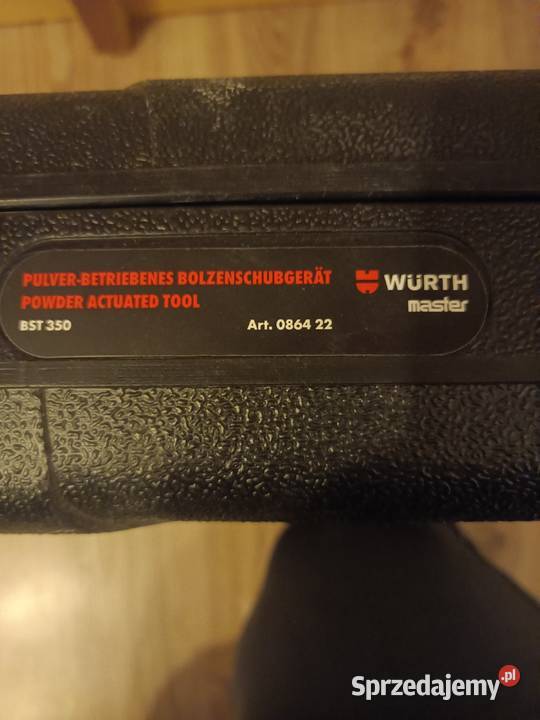 PULVER-BETRIEBENES BOLZENSCHUBGERÄT
POWDER ACTUATED TOOL
BST 350
Art. 0864 22
WÜRTH
master
Sprzedajemy.pl